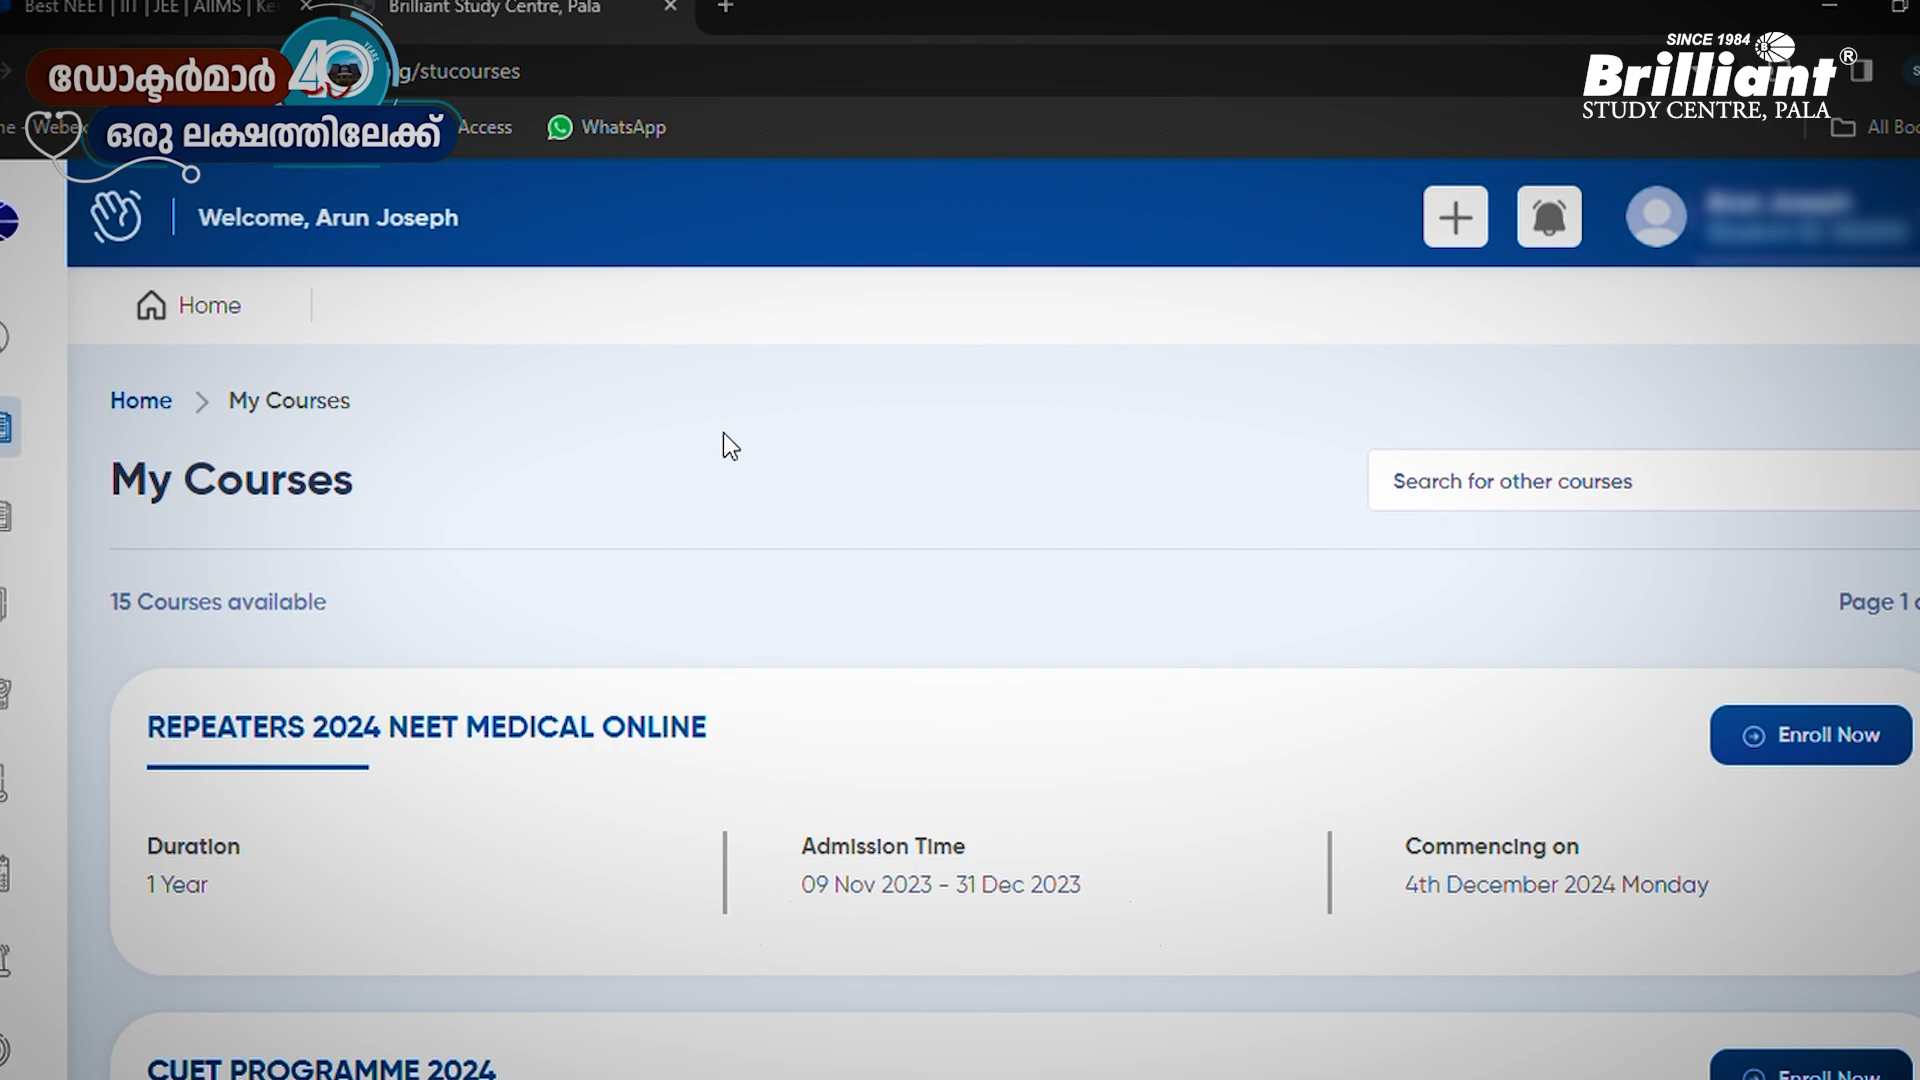 Best NEET | IIT | JEE | AIIMS | Ke
Brilliant Study Centre, Pala
ഡോക്ടർമാർ
40
YEARS
g/stucourses
SINCE 1984
Brilliant®
STUDY CENTRE, PALA
ne - Webex
ഒരു ലക്ഷത്തിലേക്ക്
Access
WhatsApp
All Boo
Welcome, Arun Joseph
Home
Home > My Courses
My Courses
Search for other courses
15 Courses available
Page 1 o
REPEATERS 2024 NEET MEDICAL ONLINE
Enroll Now
Duration
Admission Time
Commencing on
1 Year
09 Nov 2023 - 31 Dec 2023
4th December 2024 Monday
CUET PROGRAMME 2024
Enroll Now